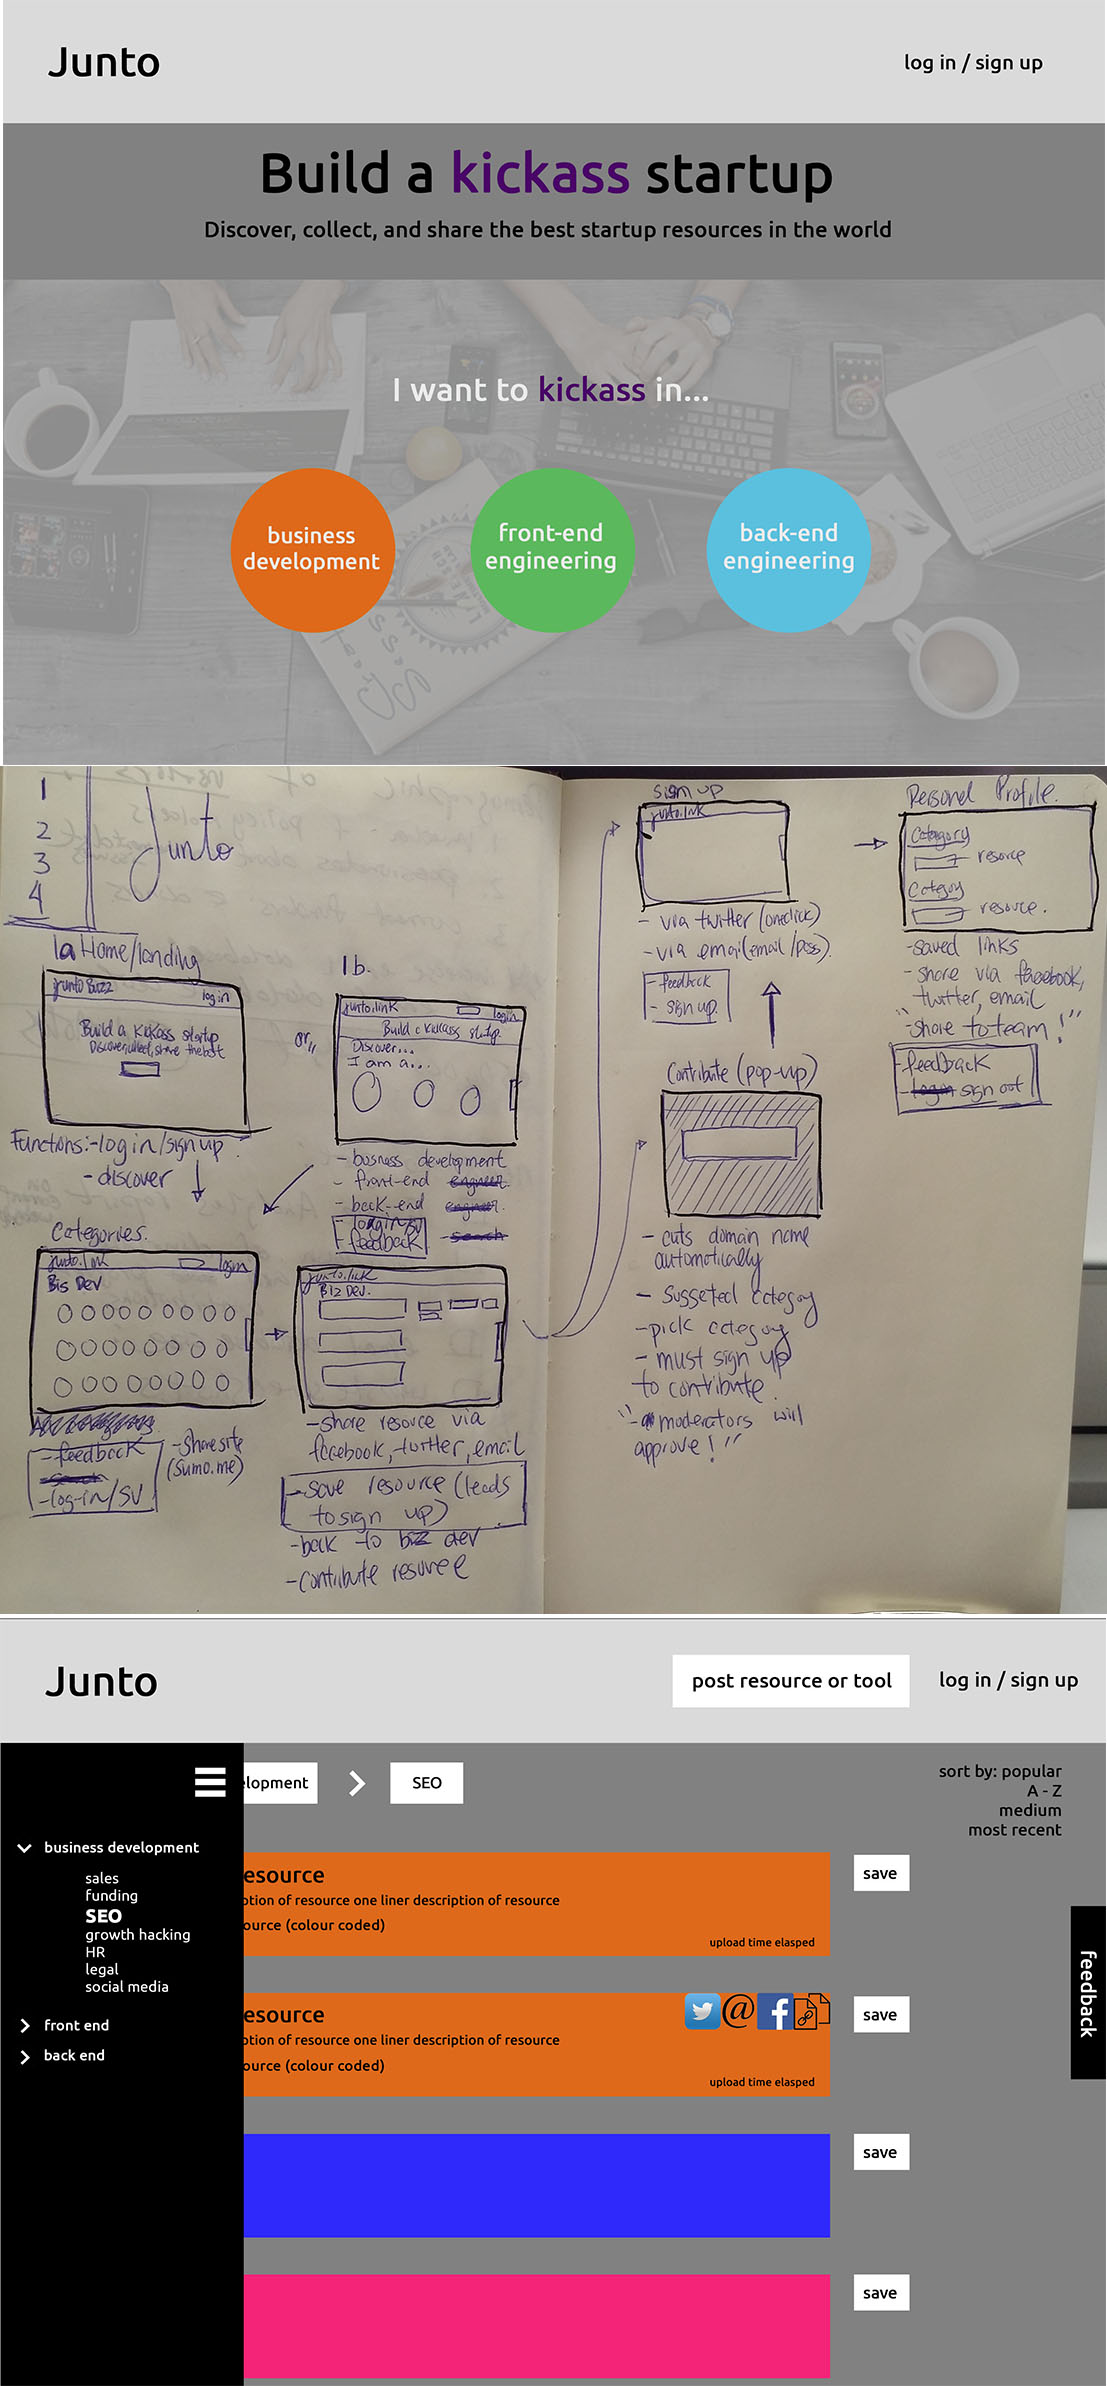 Junto
log in / sign up
Build a kickass startup
Discover, collect, and share the best startup resources in the world
I want to kickass in...
business
development
front-end
engineering
back-end
engineering
1
2
3
4
Junto
1a Home/landing
Junto Buzz
log in
Build a Kickass startup
Discover, collect, share the best
Functions:- log in/sign up
- discover
or,,
1b.
junto.link
login
Build a kickass startup
Discover...
I am a...
- busness development
- front-end engineer
- back-end engineer
- login/SU
- feedback
- search
Categories.
junto.link
login
Bis Dev
- feedback
- search
- log-in/SU
- Share site
(sumo.me)
junto.link
Biz Dev.
- share resource via
facebook, twitter, email
- save resource (leads
to sign up)
- back to biz dev
- contribute resource
sign up
junto.link
- via twitter (oneclick)
- via email (email/pass).
- feedback
- sign up.
Contribute (pop-up)
- cuts domain name
automatically
- suggeted category
- pick category
- must sign up
to contribute.
"- moderators will
approve!"
Personal Profile.
Category
resource
Category
resource.
- saved links
- share via facebook,
twitter, email
"- share to team!"
- feedback
- login sign out
Junto
post resource or tool
log in / sign up
elopment
SEO
sort by: popular
A - Z
medium
most recent
business development
sales
funding
SEO
growth hacking
HR
legal
social media
front end
back end
esource
otion of resource one liner description of resource
ource (colour coded)
upload time elasped
save
esource
otion of resource one liner description of resource
ource (colour coded)
upload time elasped
save
feedback
save
save